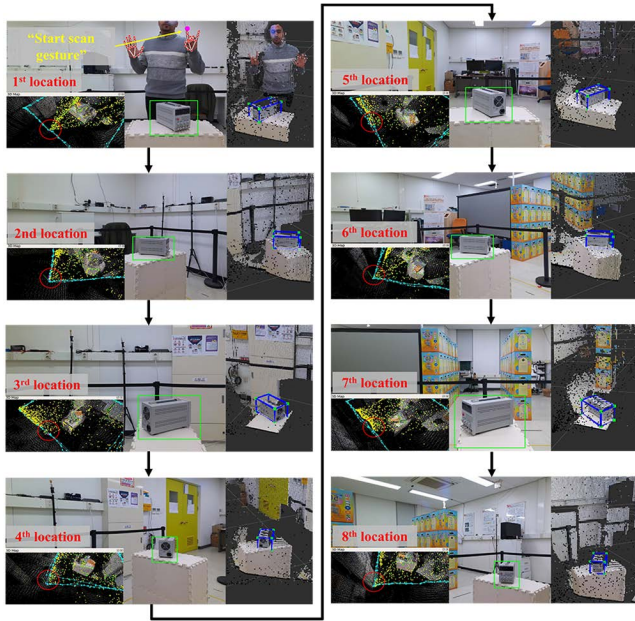 "Start scan
gesture"
1st location
2nd location
3rd location
4th location
5th location
6th location
7th location
8th location